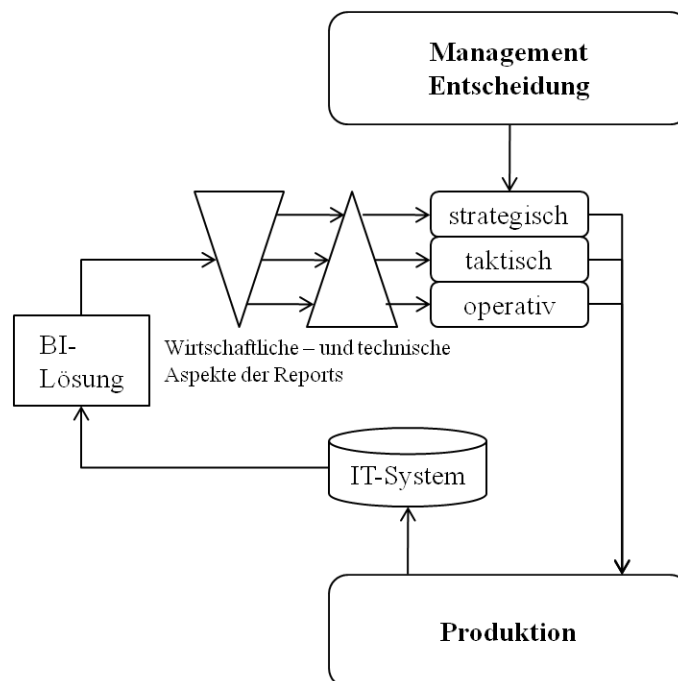 Management
Entscheidung
strategisch
taktisch
operativ
BI-
Lösung
Wirtschaftliche – und technische
Aspekte der Reports
IT-System
Produktion